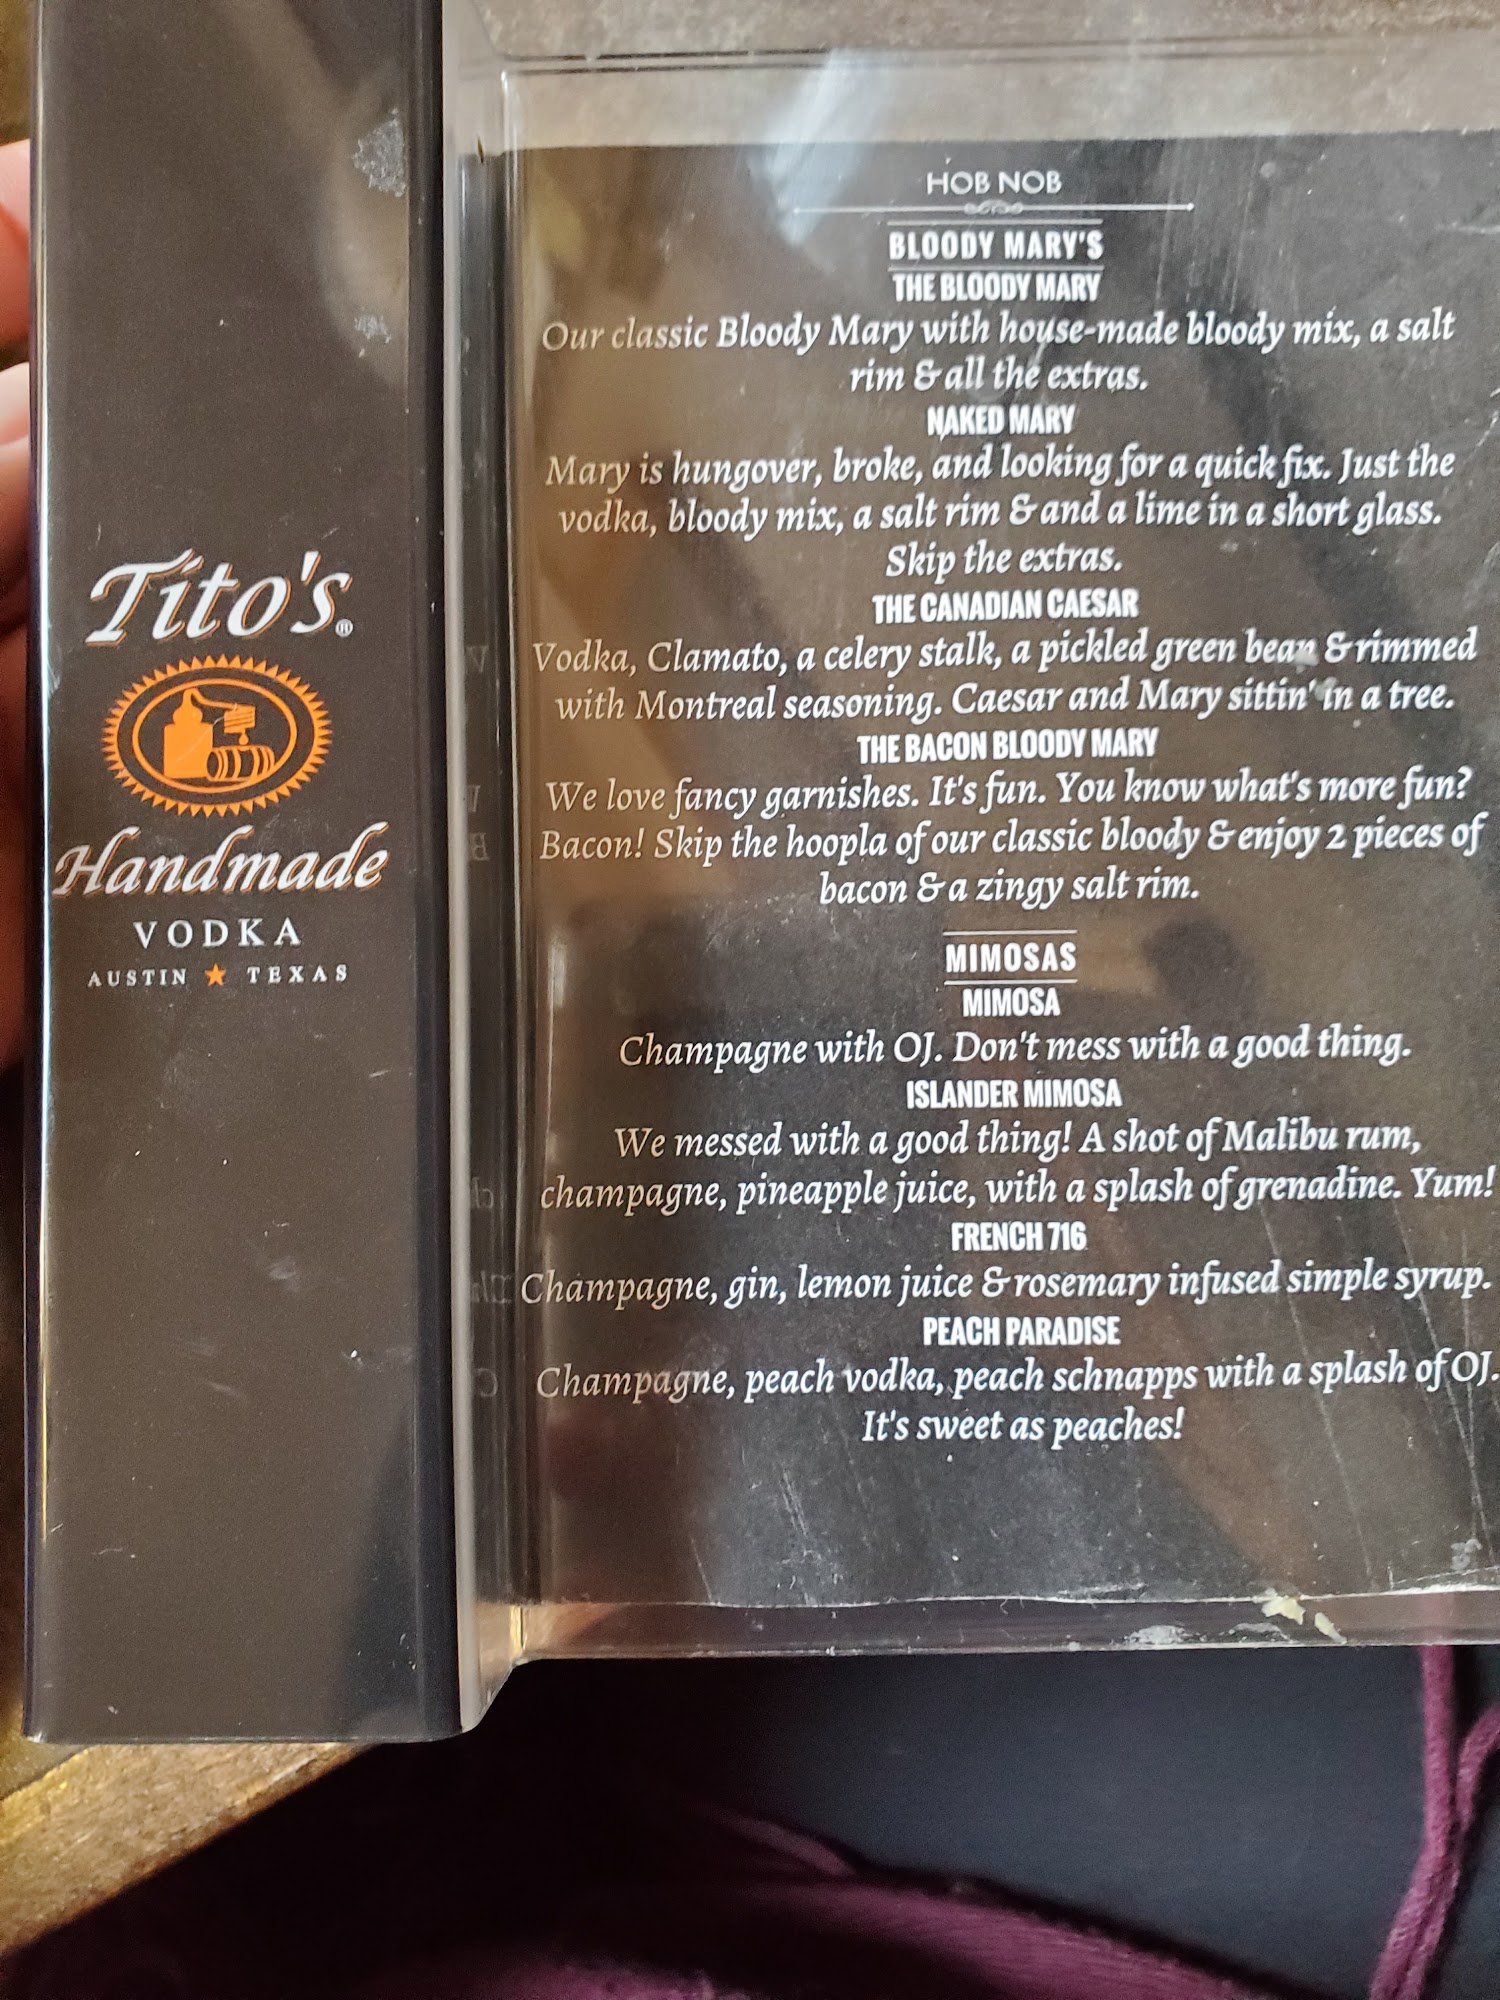 Tito's®
Handmade
VODKA
AUSTIN ★ TEXAS
HOB NOB
BLOODY MARY'S
THE BLOODY MARY
Our classic Bloody Mary with house-made bloody mix, a salt
rim & all the extras.
NAKED MARY
Mary is hungover, broke, and looking for a quick fix. Just the
vodka, bloody mix, a salt rim & and a lime in a short glass.
Skip the extras.
THE CANADIAN CAESAR
Vodka, Clamato, a celery stalk, a pickled green bean & rimmed
with Montreal seasoning. Caesar and Mary sittin' in a tree.
THE BACON BLOODY MARY
We love fancy garnishes. It's fun. You know what's more fun?
Bacon! Skip the hoopla of our classic bloody & enjoy 2 pieces of
bacon & a zingy salt rim.
MIMOSAS
MIMOSA
Champagne with OJ. Don't mess with a good thing.
ISLANDER MIMOSA
We messed with a good thing! A shot of Malibu rum,
champagne, pineapple juice, with a splash of grenadine. Yum!
FRENCH 716
Champagne, gin, lemon juice & rosemary infused simple syrup.
PEACH PARADISE
Champagne, peach vodka, peach schnapps with a splash of OJ.
It's sweet as peaches!